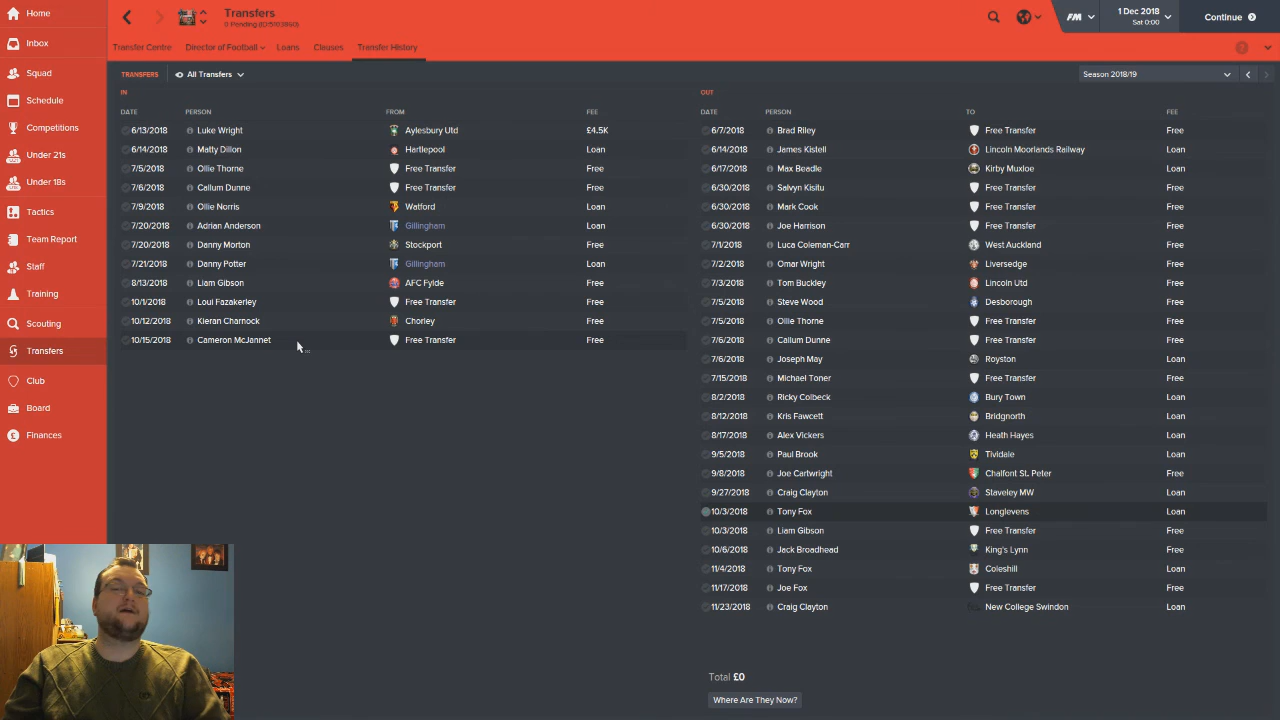 Home
Inbox
Squad
Schedule
Competitions
Under 21s
Under 18s
Tactics
Team Report
Staff
Training
Scouting
Transfers
Club
Board
Finances
Transfers
FM
1 Dec 2018
Sat 0:00
Continue
Transfer Centre Director of Football Loans Clauses Transfer History
TRANSFERS All Transfers Season 2018/19
IN
DATE PERSON FROM FEE
6/13/2018 Luke Wright Aylesbury Utd £4.5K
6/14/2018 Matty Dillon Hartlepool Loan
7/5/2018 Ollie Thorne Free Transfer Free
7/6/2018 Callum Dunne Free Transfer Free
7/9/2018 Ollie Norris Watford Loan
7/20/2018 Adrian Anderson Gillingham Loan
7/20/2018 Danny Morton Stockport Free
7/21/2018 Danny Potter Gillingham Loan
8/13/2018 Liam Gibson AFC Fylde Free
10/1/2018 Loui Fazakerley Free Transfer Free
10/12/2018 Kieran Charnock Chorley Free
10/15/2018 Cameron McJannet Free Transfer Free
OUT
DATE PERSON TO FEE
6/7/2018 Brad Riley Free Transfer Free
6/14/2018 James Kistell Lincoln Moorlands Railway Loan
6/17/2018 Max Beadle Kirby Muxloe Loan
6/30/2018 Salvyn Kisitu Free Transfer Free
6/30/2018 Mark Cook Free Transfer Free
6/30/2018 Joe Harrison Free Transfer Free
7/1/2018 Luca Coleman-Carr West Auckland Free
7/2/2018 Omar Wright Liversedge Free
7/3/2018 Tom Buckley Lincoln Utd Free
7/5/2018 Steve Wood Desborough Free
7/5/2018 Ollie Thorne Free Transfer Free
7/6/2018 Callum Dunne Free Transfer Free
7/6/2018 Joseph May Royston Loan
7/15/2018 Michael Toner Free Transfer Free
8/2/2018 Ricky Colbeck Bury Town Loan
8/12/2018 Kris Fawcett Bridgnorth Loan
8/17/2018 Alex Vickers Heath Hayes Loan
9/5/2018 Paul Brook Tividale Loan
9/8/2018 Joe Cartwright Chalfont St. Peter Free
9/27/2018 Craig Clayton Staveley MW Loan
10/3/2018 Tony Fox Longlevens Loan
10/3/2018 Liam Gibson Free Transfer Free
10/6/2018 Jack Broadhead King's Lynn Free
11/4/2018 Tony Fox Coleshill Loan
11/17/2018 Joe Fox Free Transfer Free
11/23/2018 Craig Clayton New College Swindon Loan
Total £0
Where Are They Now?